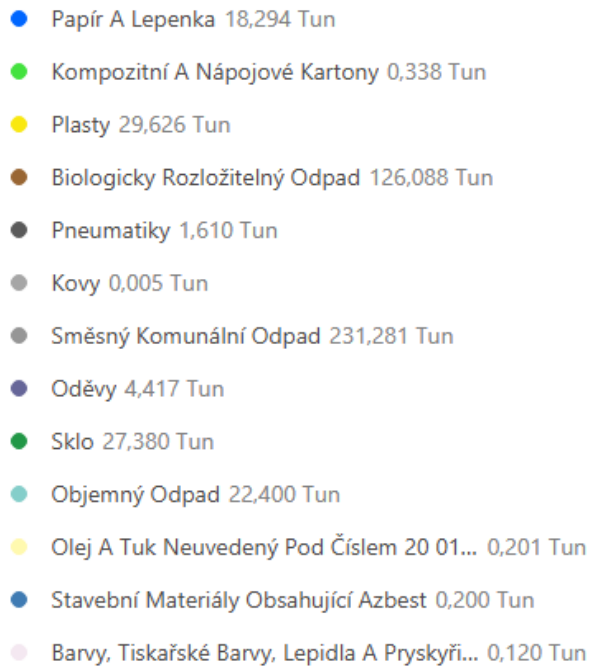 Papír A Lepenka 18,294 Tun
Kompozitní A Nápojové Kartony 0,338 Tun
Plasty 29,626 Tun
Biologicky Rozložitelný Odpad 126,088 Tun
Pneumatiky 1,610 Tun
Kovy 0,005 Tun
Směsný Komunální Odpad 231,281 Tun
Oděvy 4,417 Tun
Sklo 27,380 Tun
Objemný Odpad 22,400 Tun
Olej A Tuk Neuvedený Pod Číslem 20 01... 0,201 Tun
Stavební Materiály Obsahující Azbest 0,200 Tun
Barvy, Tiskařské Barvy, Lepidla A Pryskyři... 0,120 Tun